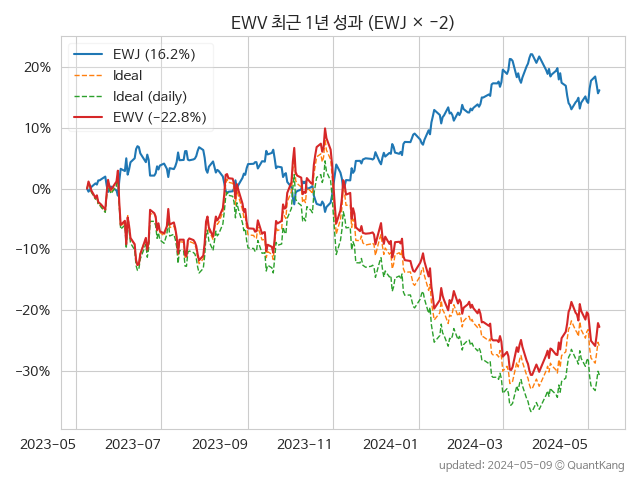 EWV 최근 1년 성과 (EWJ × −2)
EWJ (16.2%)
Ideal
Ideal (daily)
EWV (−22.8%)
20%
10%
0%
−10%
−20%
−30%
2023-05
2023-07
2023-09
2023-11
2024-01
2024-03
2024-05
updated: 2024-05-09 © QuantKang